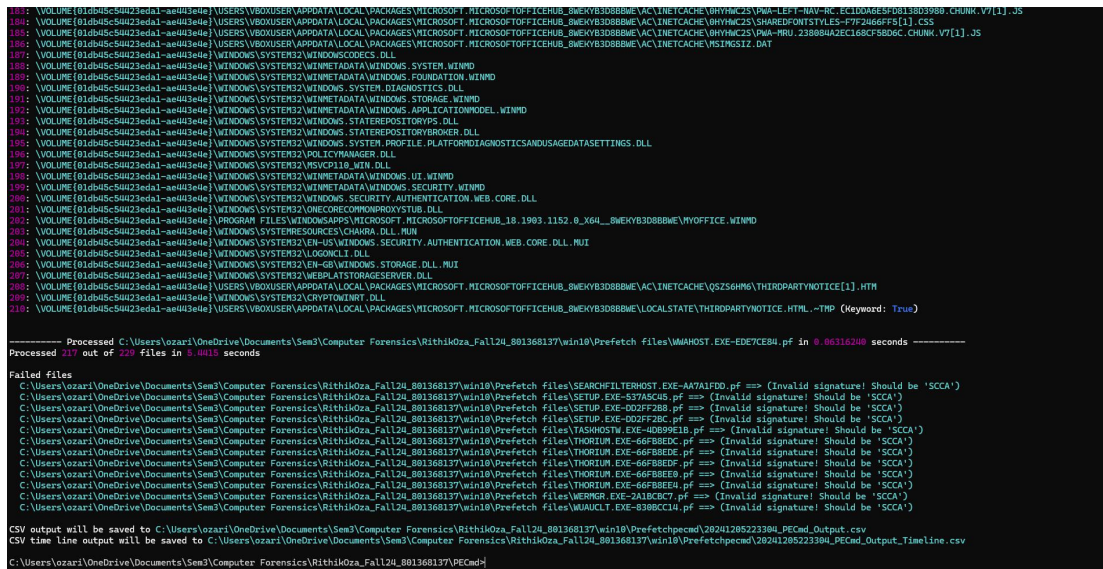 183: \VOLUME{01db45c54423eda1-ae443e4e}\USERS\VBOXUSER\APPDATA\LOCAL\PACKAGES\MICROSOFT.MICROSOFTOFFICEHUB_8WEKYB3D8BBWE\AC\INETCACHE\0HYHWC2S\PWA-LEFT-NAV-RC.EC1DDA6E5FD8138D3980.CHUNK.V7[1].JS
184: \VOLUME{01db45c54423eda1-ae443e4e}\USERS\VBOXUSER\APPDATA\LOCAL\PACKAGES\MICROSOFT.MICROSOFTOFFICEHUB_8WEKYB3D8BBWE\AC\INETCACHE\0HYHWC2S\SHAREDFONTSTYLES-F7F2466FF5[1].CSS
185: \VOLUME{01db45c54423eda1-ae443e4e}\USERS\VBOXUSER\APPDATA\LOCAL\PACKAGES\MICROSOFT.MICROSOFTOFFICEHUB_8WEKYB3D8BBWE\AC\INETCACHE\0HYHWC2S\PWA-MRU.238084A2EC168CF5BD6C.CHUNK.V7[1].JS
186: \VOLUME{01db45c54423eda1-ae443e4e}\USERS\VBOXUSER\APPDATA\LOCAL\PACKAGES\MICROSOFT.MICROSOFTOFFICEHUB_8WEKYB3D8BBWE\AC\INETCACHE\MSIMGSIZ.DAT
187: \VOLUME{01db45c54423eda1-ae443e4e}\WINDOWS\SYSTEM32\WINDOWSCODECS.DLL
188: \VOLUME{01db45c54423eda1-ae443e4e}\WINDOWS\SYSTEM32\WINMETADATA\WINDOWS.SYSTEM.WINMD
189: \VOLUME{01db45c54423eda1-ae443e4e}\WINDOWS\SYSTEM32\WINMETADATA\WINDOWS.FOUNDATION.WINMD
190: \VOLUME{01db45c54423eda1-ae443e4e}\WINDOWS\SYSTEM32\WINDOWS.SYSTEM.DIAGNOSTICS.DLL
191: \VOLUME{01db45c54423eda1-ae443e4e}\WINDOWS\SYSTEM32\WINMETADATA\WINDOWS.STORAGE.WINMD
192: \VOLUME{01db45c54423eda1-ae443e4e}\WINDOWS\SYSTEM32\WINMETADATA\WINDOWS.APPLICATIONMODEL.WINMD
193: \VOLUME{01db45c54423eda1-ae443e4e}\WINDOWS\SYSTEM32\WINDOWS.STATEREPOSITORYPS.DLL
194: \VOLUME{01db45c54423eda1-ae443e4e}\WINDOWS\SYSTEM32\WINDOWS.STATEREPOSITORYBROKER.DLL
195: \VOLUME{01db45c54423eda1-ae443e4e}\WINDOWS\SYSTEM32\WINDOWS.SYSTEM.PROFILE.PLATFORMDIAGNOSTICSANDUSAGEDATASETTINGS.DLL
196: \VOLUME{01db45c54423eda1-ae443e4e}\WINDOWS\SYSTEM32\POLICYMANAGER.DLL
197: \VOLUME{01db45c54423eda1-ae443e4e}\WINDOWS\SYSTEM32\MSVCP110_WIN.DLL
198: \VOLUME{01db45c54423eda1-ae443e4e}\WINDOWS\SYSTEM32\WINMETADATA\WINDOWS.UI.WINMD
199: \VOLUME{01db45c54423eda1-ae443e4e}\WINDOWS\SYSTEM32\WINMETADATA\WINDOWS.SECURITY.WINMD
200: \VOLUME{01db45c54423eda1-ae443e4e}\WINDOWS\SYSTEM32\WINDOWS.SECURITY.AUTHENTICATION.WEB.CORE.DLL
201: \VOLUME{01db45c54423eda1-ae443e4e}\WINDOWS\SYSTEM32\ONECORECOMMONPROXYSTUB.DLL
202: \VOLUME{01db45c54423eda1-ae443e4e}\PROGRAM FILES\WINDOWSAPPS\MICROSOFT.MICROSOFTOFFICEHUB_18.1903.1152.0_X64__8WEKYB3D8BBWE\MYOFFICE.WINMD
203: \VOLUME{01db45c54423eda1-ae443e4e}\WINDOWS\SYSTEMRESOURCES\CHAKRA.DLL.MUN
204: \VOLUME{01db45c54423eda1-ae443e4e}\WINDOWS\SYSTEM32\EN-US\WINDOWS.SECURITY.AUTHENTICATION.WEB.CORE.DLL.MUI
205: \VOLUME{01db45c54423eda1-ae443e4e}\WINDOWS\SYSTEM32\LOGONCLI.DLL
206: \VOLUME{01db45c54423eda1-ae443e4e}\WINDOWS\SYSTEM32\EN-GB\WINDOWS.STORAGE.DLL.MUI
207: \VOLUME{01db45c54423eda1-ae443e4e}\WINDOWS\SYSTEM32\WEBPLATSTORAGESERVER.DLL
208: \VOLUME{01db45c54423eda1-ae443e4e}\USERS\VBOXUSER\APPDATA\LOCAL\PACKAGES\MICROSOFT.MICROSOFTOFFICEHUB_8WEKYB3D8BBWE\AC\INETCACHE\QSZS6HM6\THIRDPARTYNOTICE[1].HTM
209: \VOLUME{01db45c54423eda1-ae443e4e}\WINDOWS\SYSTEM32\CRYPTOWINRT.DLL
210: \VOLUME{01db45c54423eda1-ae443e4e}\USERS\VBOXUSER\APPDATA\LOCAL\PACKAGES\MICROSOFT.MICROSOFTOFFICEHUB_8WEKYB3D8BBWE\LOCALSTATE\THIRDPARTYNOTICE.HTML.~TMP (Keyword: True)
---------- Processed C:\Users\ozari\OneDrive\Documents\Sem3\Computer Forensics\RithikOza_Fall24_801368137\win10\Prefetch files\WWAHOST.EXE-EDE7CE84.pf in 0.06316240 seconds ----------
Processed 217 out of 229 files in 5.4415 seconds
Failed files
C:\Users\ozari\OneDrive\Documents\Sem3\Computer Forensics\RithikOza_Fall24_801368137\win10\Prefetch files\SEARCHFILTERHOST.EXE-AA7A1FDD.pf ==> (Invalid signature! Should be 'SCCA')
C:\Users\ozari\OneDrive\Documents\Sem3\Computer Forensics\RithikOza_Fall24_801368137\win10\Prefetch files\SETUP.EXE-537A5C45.pf ==> (Invalid signature! Should be 'SCCA')
C:\Users\ozari\OneDrive\Documents\Sem3\Computer Forensics\RithikOza_Fall24_801368137\win10\Prefetch files\SETUP.EXE-DD2FF2B8.pf ==> (Invalid signature! Should be 'SCCA')
C:\Users\ozari\OneDrive\Documents\Sem3\Computer Forensics\RithikOza_Fall24_801368137\win10\Prefetch files\SETUP.EXE-DD2FF2BC.pf ==> (Invalid signature! Should be 'SCCA')
C:\Users\ozari\OneDrive\Documents\Sem3\Computer Forensics\RithikOza_Fall24_801368137\win10\Prefetch files\TASKHOSTW.EXE-4DB99E1B.pf ==> (Invalid signature! Should be 'SCCA')
C:\Users\ozari\OneDrive\Documents\Sem3\Computer Forensics\RithikOza_Fall24_801368137\win10\Prefetch files\THORIUM.EXE-66FB8EDC.pf ==> (Invalid signature! Should be 'SCCA')
C:\Users\ozari\OneDrive\Documents\Sem3\Computer Forensics\RithikOza_Fall24_801368137\win10\Prefetch files\THORIUM.EXE-66FB8EDE.pf ==> (Invalid signature! Should be 'SCCA')
C:\Users\ozari\OneDrive\Documents\Sem3\Computer Forensics\RithikOza_Fall24_801368137\win10\Prefetch files\THORIUM.EXE-66FB8EDF.pf ==> (Invalid signature! Should be 'SCCA')
C:\Users\ozari\OneDrive\Documents\Sem3\Computer Forensics\RithikOza_Fall24_801368137\win10\Prefetch files\THORIUM.EXE-66FB8EE0.pf ==> (Invalid signature! Should be 'SCCA')
C:\Users\ozari\OneDrive\Documents\Sem3\Computer Forensics\RithikOza_Fall24_801368137\win10\Prefetch files\THORIUM.EXE-66FB8EE4.pf ==> (Invalid signature! Should be 'SCCA')
C:\Users\ozari\OneDrive\Documents\Sem3\Computer Forensics\RithikOza_Fall24_801368137\win10\Prefetch files\WERMGR.EXE-2A1BCBC7.pf ==> (Invalid signature! Should be 'SCCA')
C:\Users\ozari\OneDrive\Documents\Sem3\Computer Forensics\RithikOza_Fall24_801368137\win10\Prefetch files\WUAUCLT.EXE-830BCC14.pf ==> (Invalid signature! Should be 'SCCA')
CSV output will be saved to C:\Users\ozari\OneDrive\Documents\Sem3\Computer Forensics\RithikOza_Fall24_801368137\win10\Prefetchpecmd\20241205223304_PECmd_Output.csv
CSV time line output will be saved to C:\Users\ozari\OneDrive\Documents\Sem3\Computer Forensics\RithikOza_Fall24_801368137\win10\Prefetchpecmd\20241205223304_PECmd_Output_Timeline.csv
C:\Users\ozari\OneDrive\Documents\Sem3\Computer Forensics\RithikOza_Fall24_801368137\PECmd>